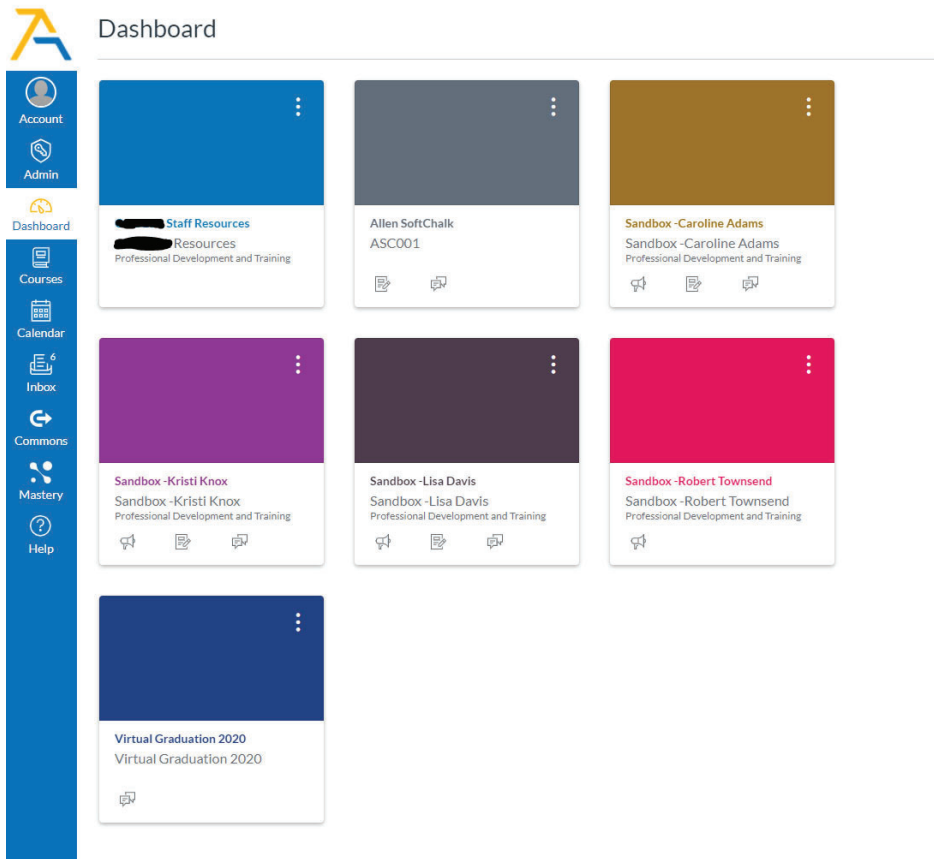 Dashboard
Account
Admin
Dashboard
Courses
Calendar
6
Inbox
Commons
Mastery
Help
Staff Resources
Resources
Professional Development and Training
Allen SoftChalk
ASC001
Sandbox -Caroline Adams
Sandbox -Caroline Adams
Professional Development and Training
Sandbox -Kristi Knox
Sandbox -Kristi Knox
Professional Development and Training
Sandbox -Lisa Davis
Sandbox -Lisa Davis
Professional Development and Training
Sandbox -Robert Townsend
Sandbox -Robert Townsend
Professional Development and Training
Virtual Graduation 2020
Virtual Graduation 2020